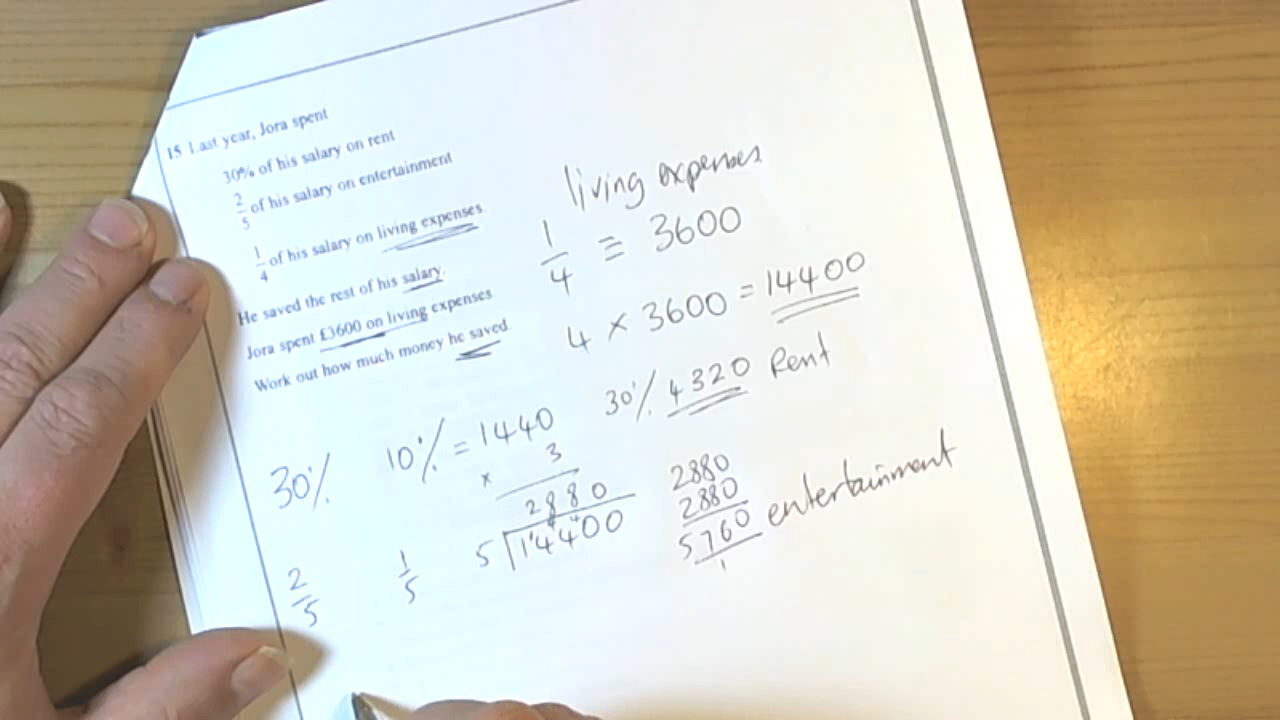 15 Last year, Jora spent
30% of his salary on rent
2/5 of his salary on entertainment
1/4 of his salary on living expenses
He saved the rest of his salary.
Jora spent £3600 on living expenses
Work out how much money he saved
living expenses
1/4 ≡ 3600
4 × 3600 = 14400
30% 4320 Rent
30% 10% = 1440
× 3
2880
2/5 1/5 5 14400
2880
2880
5760 entertainment
1